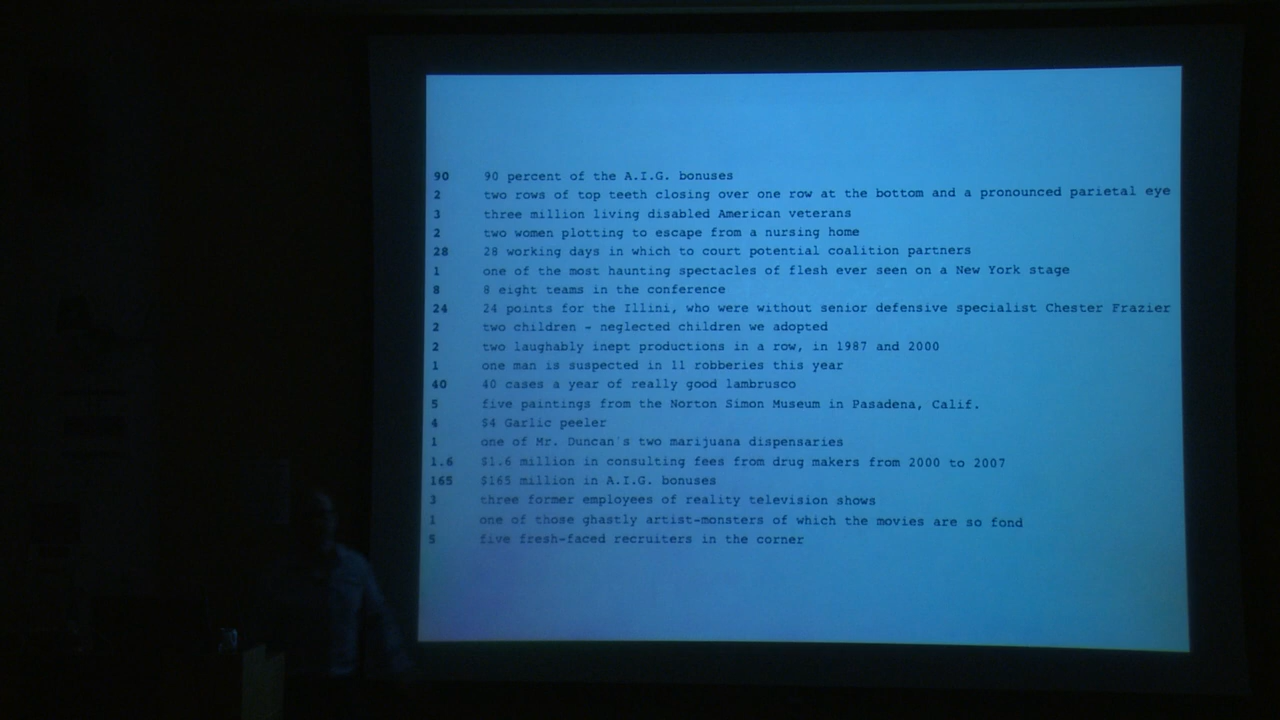 90 90 percent of the A.I.G. bonuses
2 two rows of top teeth closing over one row at the bottom and a pronounced parietal eye
3 three million living disabled American veterans
2 two women plotting to escape from a nursing home
28 28 working days in which to court potential coalition partners
1 one of the most haunting spectacles of flesh ever seen on a New York stage
8 8 eight teams in the conference
24 24 points for the Illini, who were without senior defensive specialist Chester Frazier
2 two children - neglected children we adopted
2 two laughably inept productions in a row, in 1987 and 2000
1 one man is suspected in 11 robberies this year
40 40 cases a year of really good lambrusco
5 five paintings from the Norton Simon Museum in Pasadena, Calif.
4 $4 Garlic peeler
1 one of Mr. Duncan's two marijuana dispensaries
1.6 $1.6 million in consulting fees from drug makers from 2000 to 2007
165 $165 million in A.I.G. bonuses
3 three former employees of reality television shows
1 one of those ghastly artist-monsters of which the movies are so fond
5 five fresh-faced recruiters in the corner